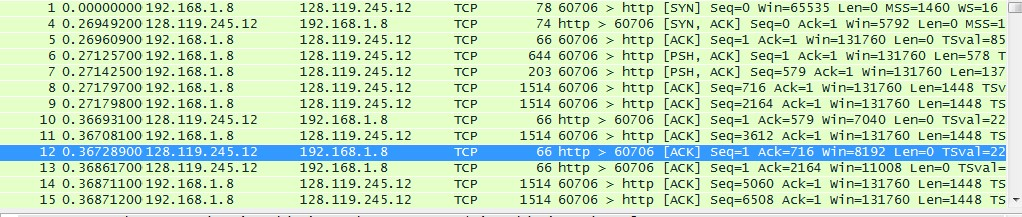 1 0.00000000 192.168.1.8 128.119.245.12 TCP 78 60706 > http [SYN] Seq=0 Win=65535 Len=0 MSS=1460 WS=16
4 0.26949200 128.119.245.12 192.168.1.8 TCP 74 http > 60706 [SYN, ACK] Seq=0 Ack=1 Win=5792 Len=0 MSS=1
5 0.26960900 192.168.1.8 128.119.245.12 TCP 66 60706 > http [ACK] Seq=1 Ack=1 Win=131760 Len=0 TSval=85
6 0.27125700 192.168.1.8 128.119.245.12 TCP 644 60706 > http [PSH, ACK] Seq=1 Ack=1 Win=131760 Len=578 T
7 0.27142500 192.168.1.8 128.119.245.12 TCP 203 60706 > http [PSH, ACK] Seq=579 Ack=1 Win=131760 Len=137
8 0.27179700 192.168.1.8 128.119.245.12 TCP 1514 60706 > http [ACK] Seq=716 Ack=1 Win=131760 Len=1448 TSv
9 0.27179800 192.168.1.8 128.119.245.12 TCP 1514 60706 > http [ACK] Seq=2164 Ack=1 Win=131760 Len=1448 TS
10 0.36693100 128.119.245.12 192.168.1.8 TCP 66 http > 60706 [ACK] Seq=1 Ack=579 Win=7040 Len=0 TSval=22
11 0.36708100 192.168.1.8 128.119.245.12 TCP 1514 60706 > http [ACK] Seq=3612 Ack=1 Win=131760 Len=1448 TS
12 0.36728900 128.119.245.12 192.168.1.8 TCP 66 http > 60706 [ACK] Seq=1 Ack=716 Win=8192 Len=0 TSval=22
13 0.36861700 128.119.245.12 192.168.1.8 TCP 66 http > 60706 [ACK] Seq=1 Ack=2164 Win=11008 Len=0 TSval=
14 0.36871100 192.168.1.8 128.119.245.12 TCP 1514 60706 > http [ACK] Seq=5060 Ack=1 Win=131760 Len=1448 TS
15 0.36871200 192.168.1.8 128.119.245.12 TCP 1514 60706 > http [ACK] Seq=6508 Ack=1 Win=131760 Len=1448 TS